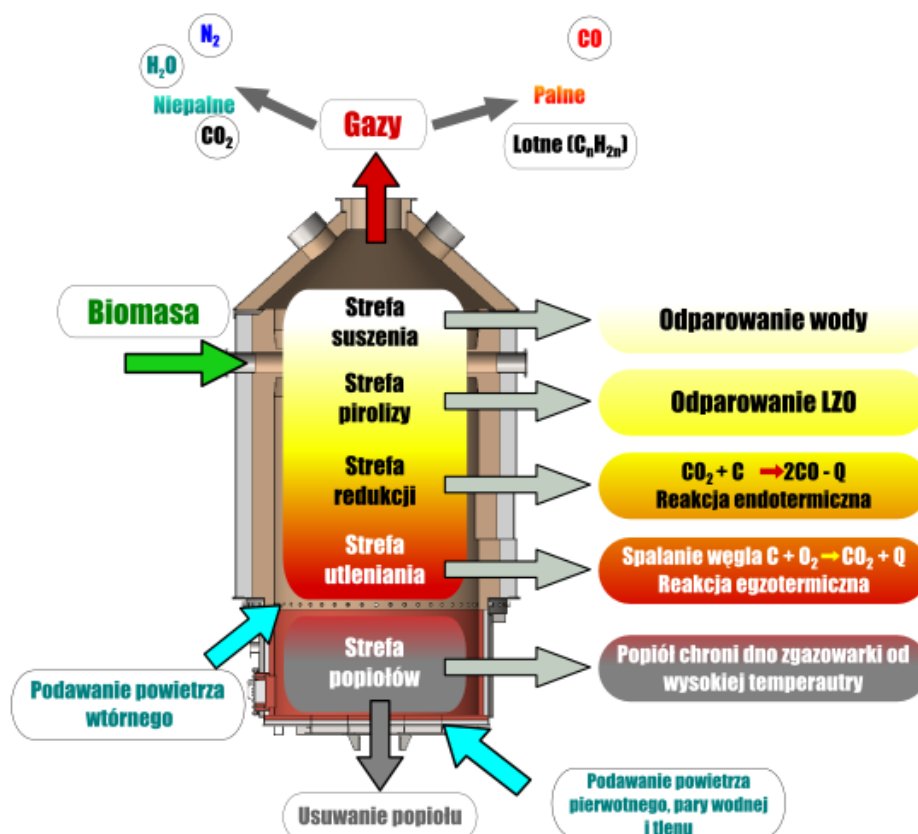 N₂
CO
H₂O
Niepalne
Palne
CO₂
Gazy
Lotne (CₙH₂ₙ)
Biomasa
Strefa
suszenia
Odparowanie wody
Strefa
pirolizy
Odparowanie LZO
Strefa
redukcji
CO₂ + C → 2CO - Q
Reakcja endotermiczna
Strefa
utleniania
Spalanie węgla C + O₂ → CO₂ + Q
Reakcja egzotermiczna
Strefa
popiołów
Popiół chroni dno zgazowarki od
wysokiej temperautry
Podawanie powietrza
wtórnego
Usuwanie popiołu
Podawanie powietrza
pierwotnego, pary wodnej
i tlenu